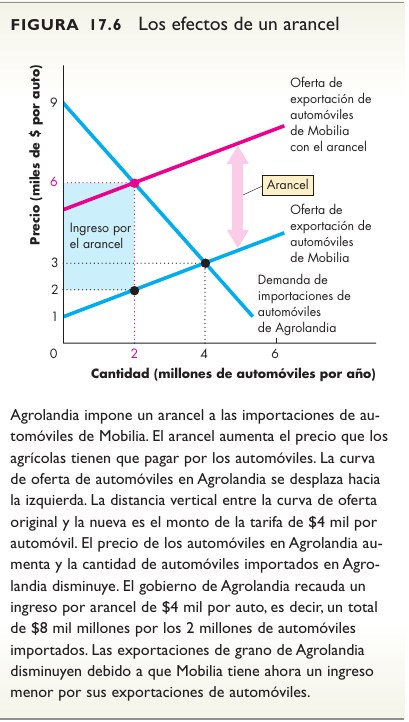 FIGURA 17.6 Los efectos de un arancel
Precio (miles de $ por auto)
9
6
3
2
1
0
2
4
6
Cantidad (millones de automóviles por año)
Oferta de
exportación de
automóviles
de Mobilia
con el arancel
Arancel
Oferta de
exportación de
automóviles
de Mobilia
Ingreso por
el arancel
Demanda de
importaciones de
automóviles
de Agrolandia
Agrolandia impone un arancel a las importaciones de au-
tomóviles de Mobilia. El arancel aumenta el precio que los
agrícolas tienen que pagar por los automóviles. La curva
de oferta de automóviles en Agrolandia se desplaza hacia
la izquierda. La distancia vertical entre la curva de oferta
original y la nueva es el monto de la tarifa de $4 mil por
automóvil. El precio de los automóviles en Agrolandia au-
menta y la cantidad de automóviles importados en Agro-
landia disminuye. El gobierno de Agrolandia recauda un
ingreso por arancel de $4 mil por auto, es decir, un total
de $8 mil millones por los 2 millones de automóviles
importados. Las exportaciones de grano de Agrolandia
disminuyen debido a que Mobilia tiene ahora un ingreso
menor por sus exportaciones de automóviles.